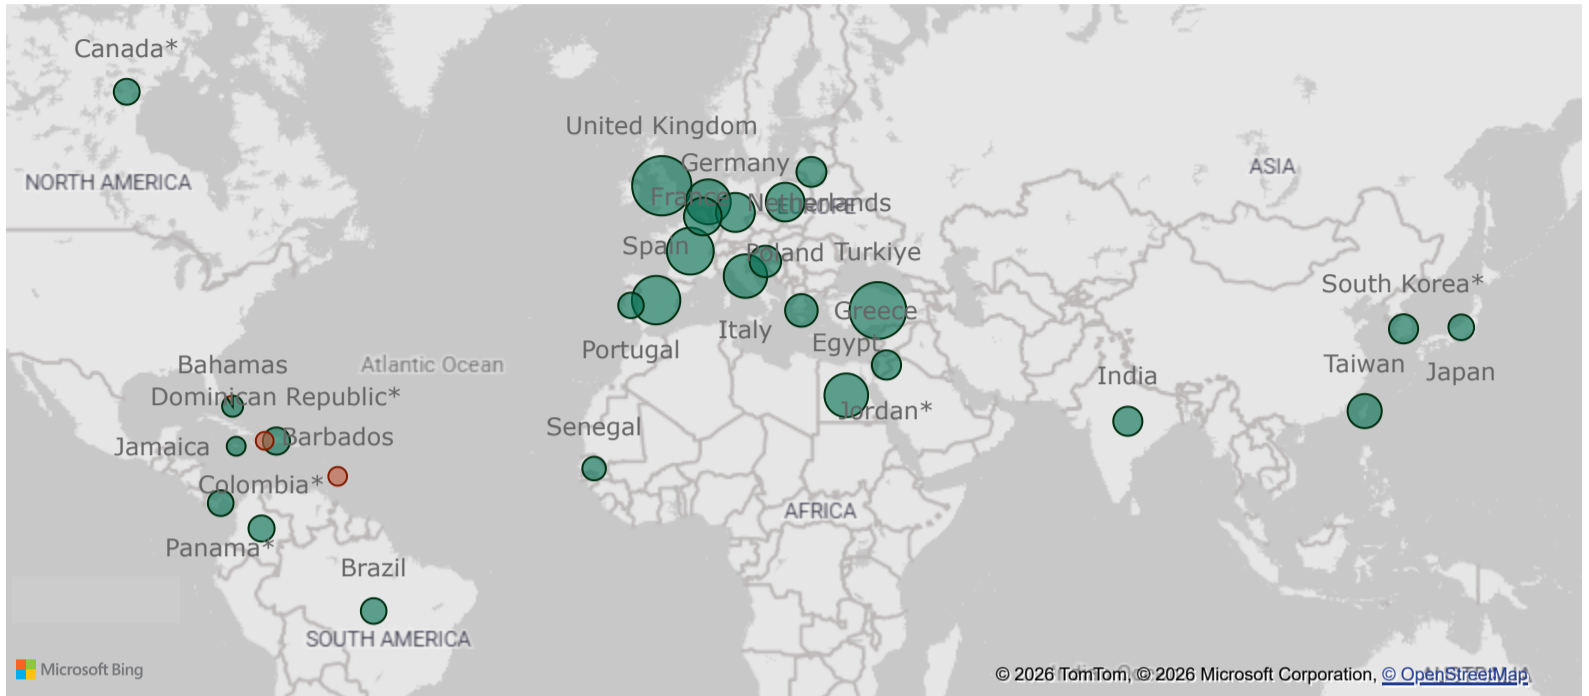 Canada*
United Kingdom
Germany
ASIA
NORTH AMERICA
France
Netherlands
EUROPE
Spain
Poland
Turkiye
South Korea*
Greece
Italy
Egypt
Portugal
Bahamas
Atlantic Ocean
Taiwan
Japan
India
Dominican Republic*
Jordan*
Senegal
Barbados
Jamaica
Colombia*
AFRICA
Panama*
Brazil
SOUTH AMERICA
Microsoft Bing
© 2026 TomTom, © 2026 Microsoft Corporation, © OpenStreetMap